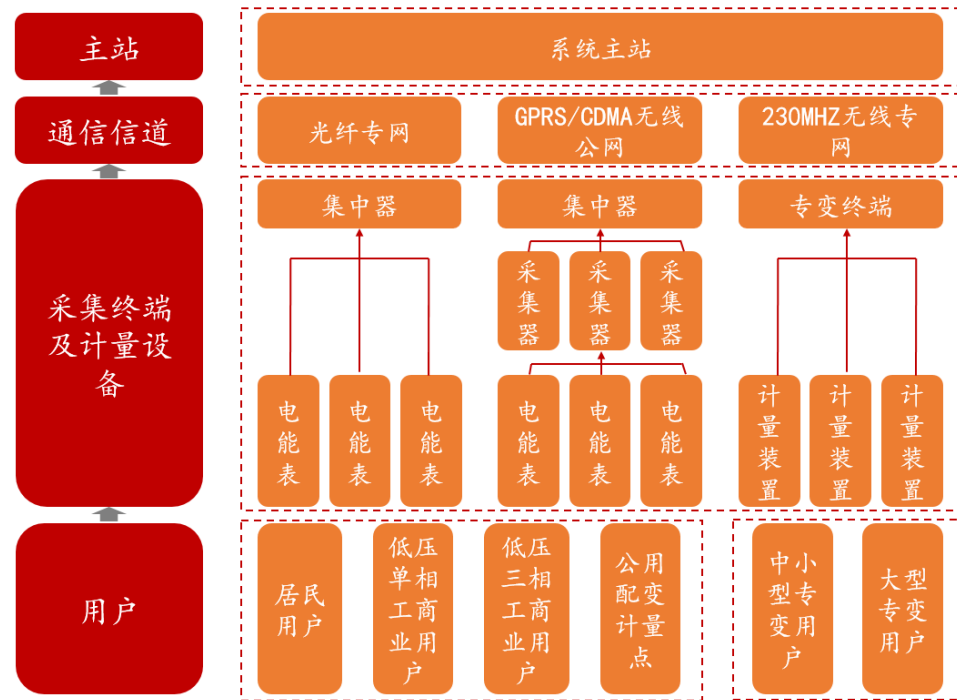 主站
系统主站
通信信道
光纤专网
GPRS/CDMA无线
公网
230MHZ无线专
网
采集终端
及计量设
备
集中器
集中器
专变终端
采
集
器
采
集
器
采
集
器
电
能
表
电
能
表
电
能
表
电
能
表
电
能
表
电
能
表
计
量
装
置
计
量
装
置
计
量
装
置
用户
居民
用户
低压
单相
工商
业用
户
低压
三相
工商
业用
户
公用
配变
计量
点
中小
型专
变用
户
大型
专变
用户